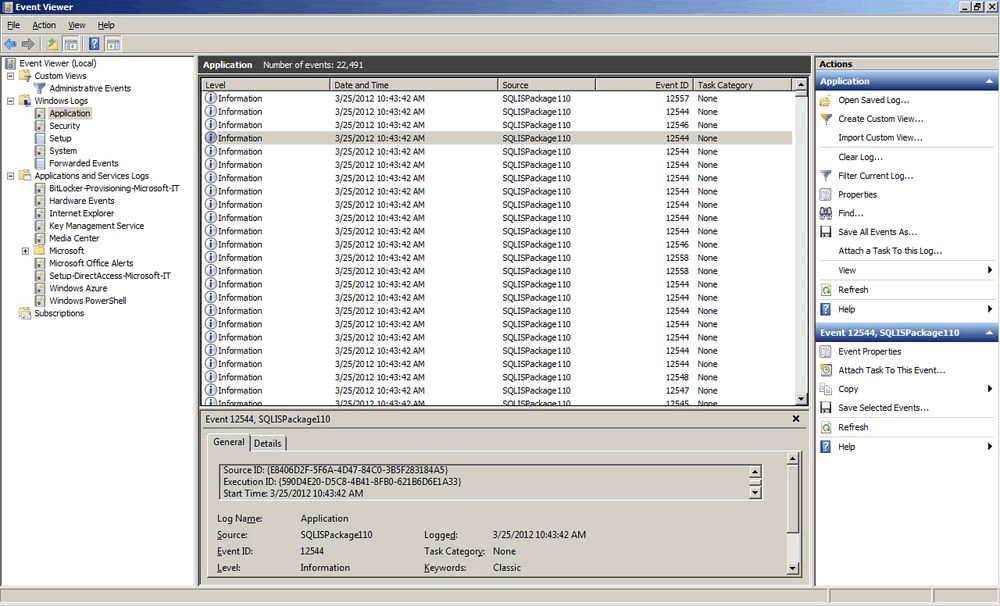 Event Viewer
File Action View Help
Event Viewer (Local)
Custom Views
Administrative Events
Windows Logs
Application
Security
Setup
System
Forwarded Events
Applications and Services Logs
BitLocker-Provisioning-Microsoft-IT
Hardware Events
Internet Explorer
Key Management Service
Media Center
Microsoft
Microsoft Office Alerts
Setup-DirectAccess-Microsoft-IT
Windows Azure
Windows PowerShell
Subscriptions
Application Number of events: 22,491
Level Date and Time Source Event ID Task Category
Information 3/25/2012 10:43:42 AM SQLISPackage110 12557 None
Information 3/25/2012 10:43:42 AM SQLISPackage110 12544 None
Information 3/25/2012 10:43:42 AM SQLISPackage110 12546 None
Information 3/25/2012 10:43:42 AM SQLISPackage110 12544 None
Information 3/25/2012 10:43:42 AM SQLISPackage110 12544 None
Information 3/25/2012 10:43:42 AM SQLISPackage110 12544 None
Information 3/25/2012 10:43:42 AM SQLISPackage110 12544 None
Information 3/25/2012 10:43:42 AM SQLISPackage110 12544 None
Information 3/25/2012 10:43:42 AM SQLISPackage110 12544 None
Information 3/25/2012 10:43:42 AM SQLISPackage110 12544 None
Information 3/25/2012 10:43:42 AM SQLISPackage110 12544 None
Information 3/25/2012 10:43:42 AM SQLISPackage110 12546 None
Information 3/25/2012 10:43:42 AM SQLISPackage110 12558 None
Information 3/25/2012 10:43:42 AM SQLISPackage110 12558 None
Information 3/25/2012 10:43:42 AM SQLISPackage110 12544 None
Information 3/25/2012 10:43:42 AM SQLISPackage110 12544 None
Information 3/25/2012 10:43:42 AM SQLISPackage110 12544 None
Information 3/25/2012 10:43:42 AM SQLISPackage110 12544 None
Information 3/25/2012 10:43:42 AM SQLISPackage110 12544 None
Information 3/25/2012 10:43:42 AM SQLISPackage110 12544 None
Information 3/25/2012 10:43:42 AM SQLISPackage110 12544 None
Information 3/25/2012 10:43:42 AM SQLISPackage110 12548 None
Information 3/25/2012 10:43:42 AM SQLISPackage110 12547 None
Information 3/25/2012 10:43:42 AM SQLISPackage110 12545 None
Event 12544, SQLISPackage110
General Details
Source ID: {E8406D2F-5F6A-4D47-84C0-3B5F283184A5}
Execution ID: {590D4E20-D5C8-4B41-8FB0-621B6D6E1A33}
Start Time: 3/25/2012 10:43:42 AM
Log Name: Application
Source: SQLISPackage110 Logged: 3/25/2012 10:43:42 AM
Event ID: 12544 Task Category: None
Level: Information Keywords: Classic
Actions
Application
Open Saved Log...
Create Custom View...
Import Custom View...
Clear Log...
Filter Current Log...
Properties
Find...
Save All Events As...
Attach a Task To this Log...
View
Refresh
Help
Event 12544, SQLISPackage110
Event Properties
Attach Task To This Event...
Copy
Save Selected Events...
Refresh
Help